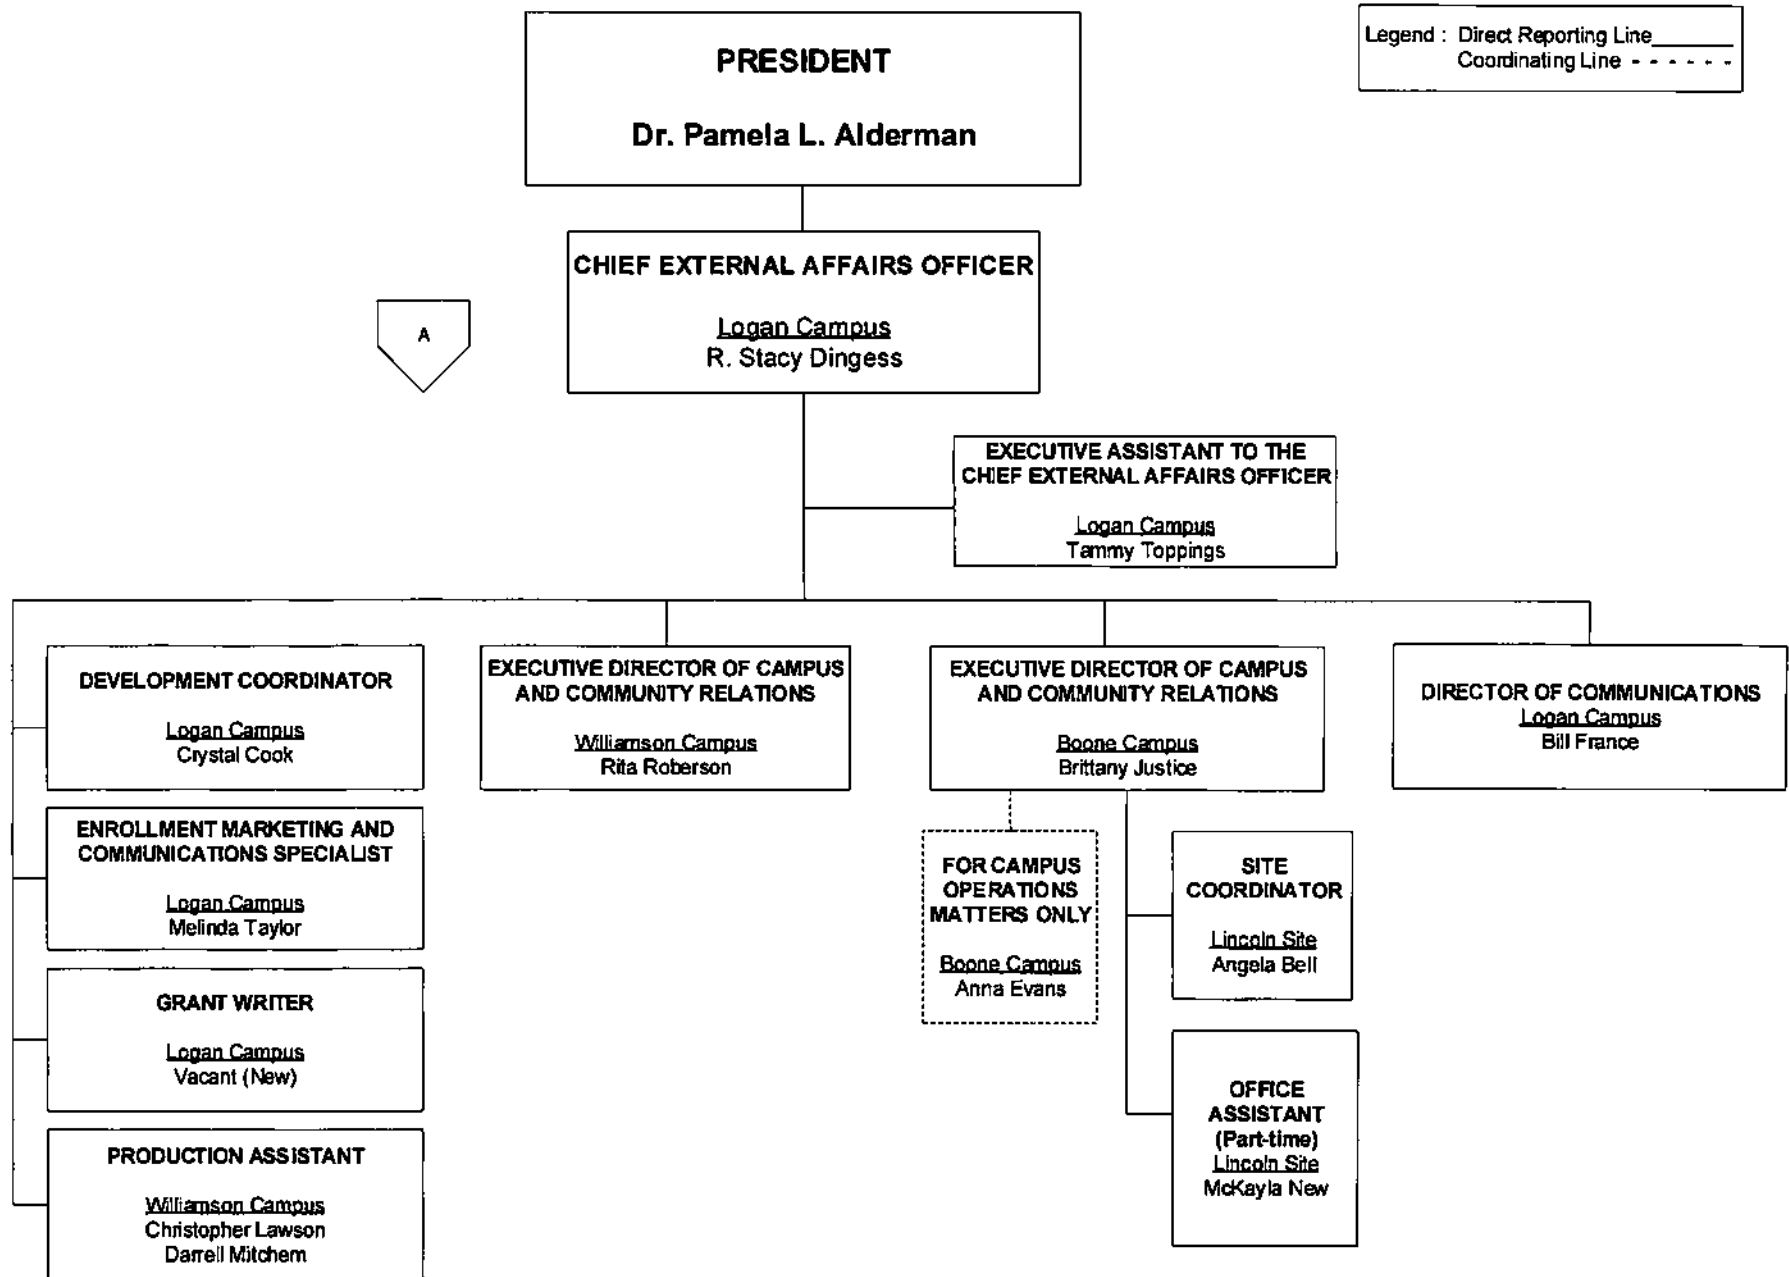 PRESIDENT
Dr. Pamela L. Alderman
Legend : Direct Reporting Line
Coordinating Line - - - - - -
CHIEF EXTERNAL AFFAIRS OFFICER
Logan Campus
R. Stacy Dingess
A
EXECUTIVE ASSISTANT TO THE
CHIEF EXTERNAL AFFAIRS OFFICER
Logan Campus
Tammy Toppings
DEVELOPMENT COORDINATOR
Logan Campus
Crystal Cook
EXECUTIVE DIRECTOR OF CAMPUS
AND COMMUNITY RELATIONS
Williamson Campus
Rita Roberson
EXECUTIVE DIRECTOR OF CAMPUS
AND COMMUNITY RELATIONS
Boone Campus
Brittany Justice
DIRECTOR OF COMMUNICATIONS
Logan Campus
Bill France
ENROLLMENT MARKETING AND
COMMUNICATIONS SPECIALIST
Logan Campus
Melinda Taylor
FOR CAMPUS
OPERATIONS
MATTERS ONLY
Boone Campus
Anna Evans
SITE
COORDINATOR
Lincoln Site
Angela Bell
GRANT WRITER
Logan Campus
Vacant (New)
OFFICE
ASSISTANT
(Part-time)
Lincoln Site
McKayla New
PRODUCTION ASSISTANT
Williamson Campus
Christopher Lawson
Darrell Mitchem